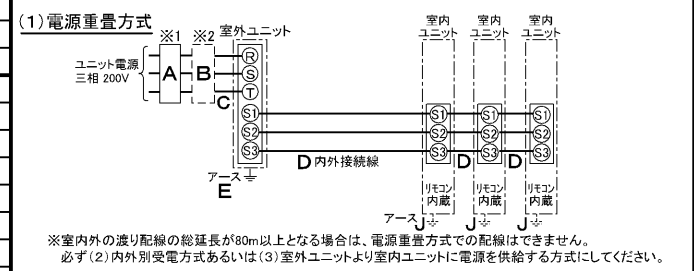 (1)電源重畳方式
※1 ※2 室外ユニット
室内ユニット 室内ユニット 室内ユニット
ユニット電源
三相 200V
A B C
R
S
T
S1 S1 S1 S1
S2 S2 S2 S2
S3 S3 S3 S3
D 内外接続線 D D
アース
E
リモコン内蔵 リモコン内蔵 リモコン内蔵
アース J J J
※室内外の渡り配線の総延長が80m以上となる場合は、電源重畳方式での配線はできません。
必ず(2)内外別受電方式あるいは(3)室外ユニットより室内ユニットに電源を供給する方式にしてください。